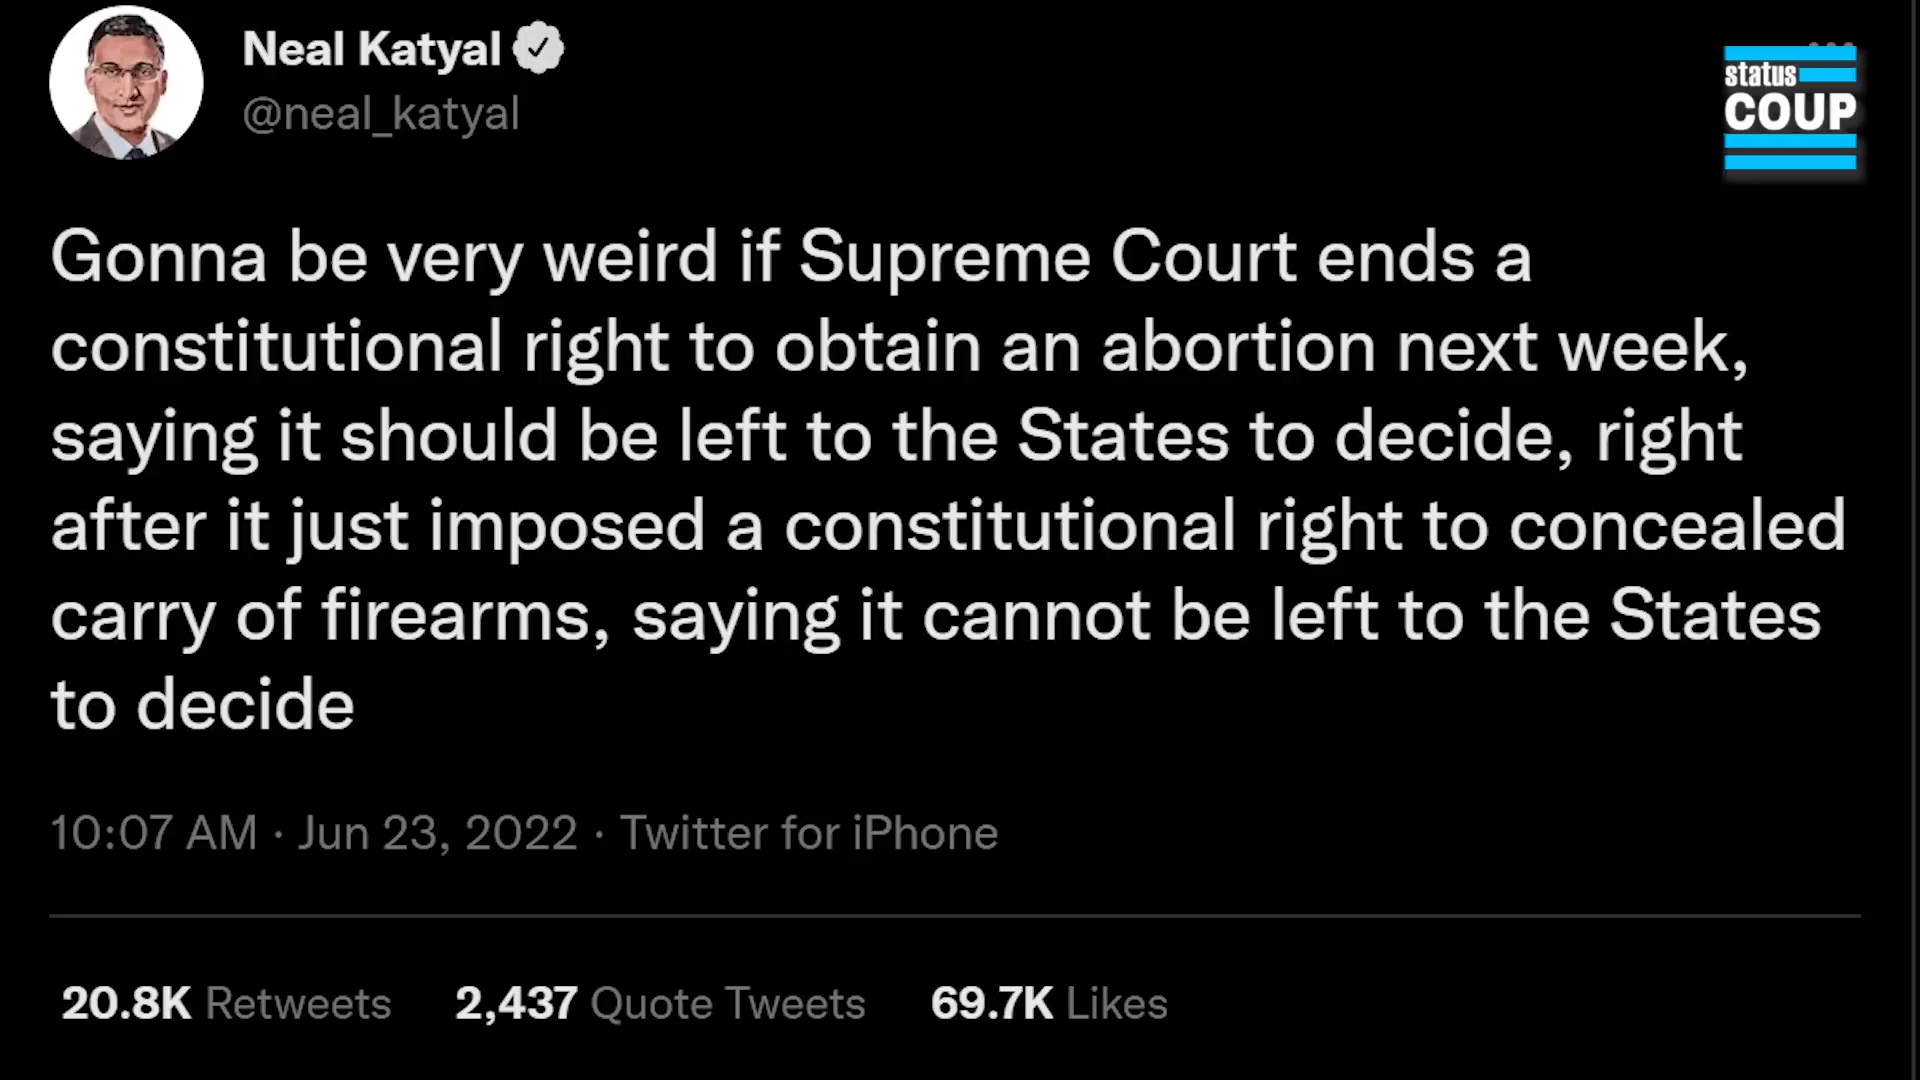 Neal Katyal
@neal_katyal
status
COUP
Gonna be very weird if Supreme Court ends a
constitutional right to obtain an abortion next week,
saying it should be left to the States to decide, right
after it just imposed a constitutional right to concealed
carry of firearms, saying it cannot be left to the States
to decide
10:07 AM · Jun 23, 2022 · Twitter for iPhone
20.8K Retweets 2,437 Quote Tweets 69.7K Likes